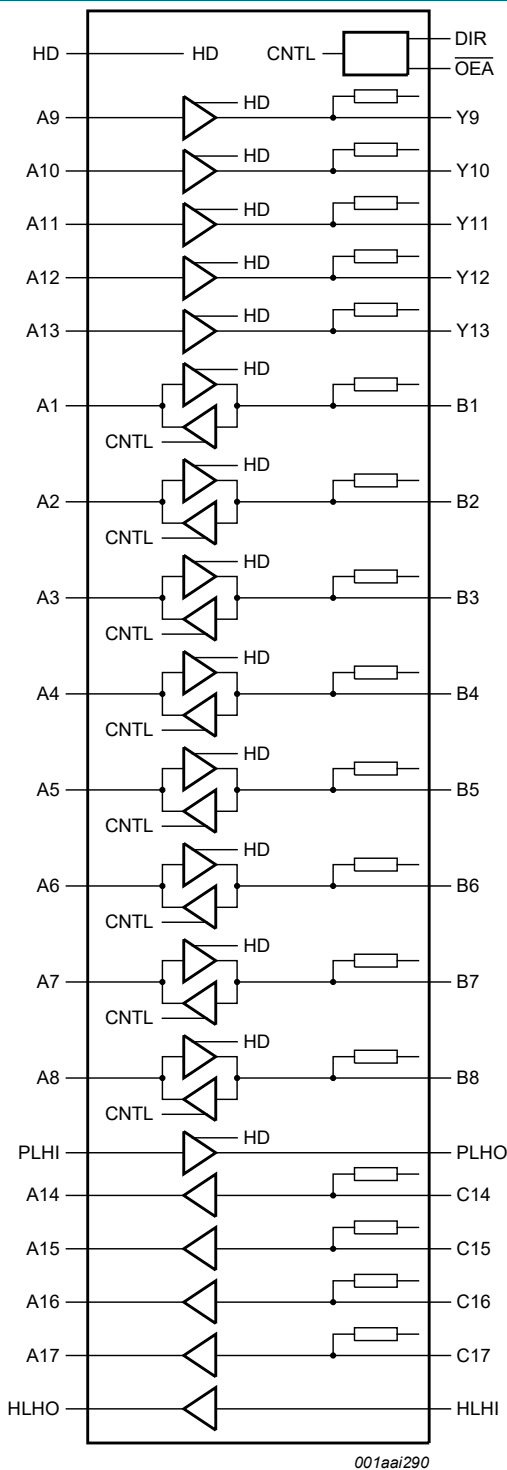 HD HD CNTL DIR
O̅E̅A̅
HD
A9 Y9
HD
A10 Y10
HD
A11 Y11
HD
A12 Y12
HD
A13 Y13
HD
A1 B1
CNTL
HD
A2 B2
CNTL
HD
A3 B3
CNTL
HD
A4 B4
CNTL
HD
A5 B5
CNTL
HD
A6 B6
CNTL
HD
A7 B7
CNTL
HD
A8 B8
CNTL
HD
PLHI PLHO
A14 C14
A15 C15
A16 C16
A17 C17
HLHO HLHI
001aai290